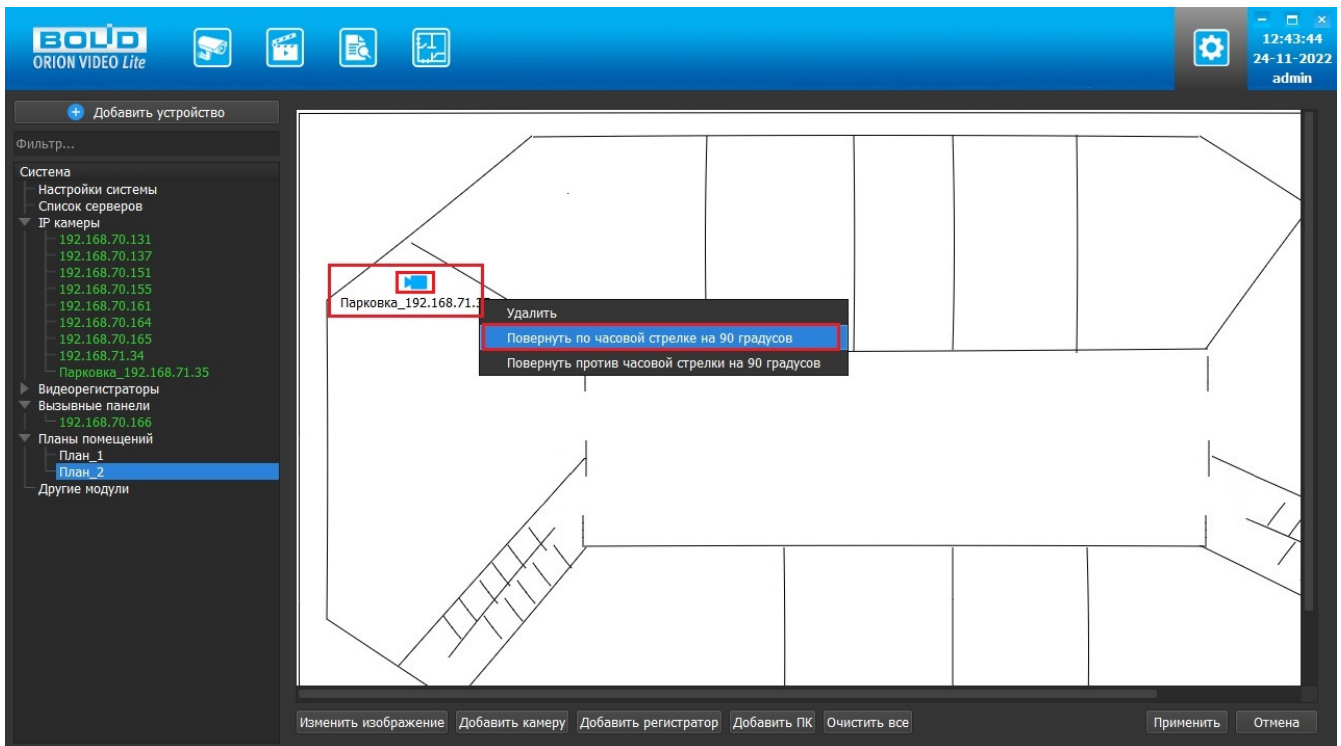 BOLID
ORION VIDEO Lite
12:43:44
24-11-2022
admin
Добавить устройство
Фильтр...
Система
Настройки системы
Список серверов
IP камеры
192.168.70.131
192.168.70.137
192.168.70.151
192.168.70.155
192.168.70.161
192.168.70.164
192.168.70.165
192.168.71.34
Парковка_192.168.71.35
Видеорегистраторы
Вызывные панели
192.168.70.166
Планы помещений
План_1
План_2
Другие модули
Парковка_192.168.71.35
Удалить
Повернуть по часовой стрелке на 90 градусов
Повернуть против часовой стрелки на 90 градусов
Изменить изображение Добавить камеру Добавить регистратор Добавить ПК Очистить все Применить Отмена